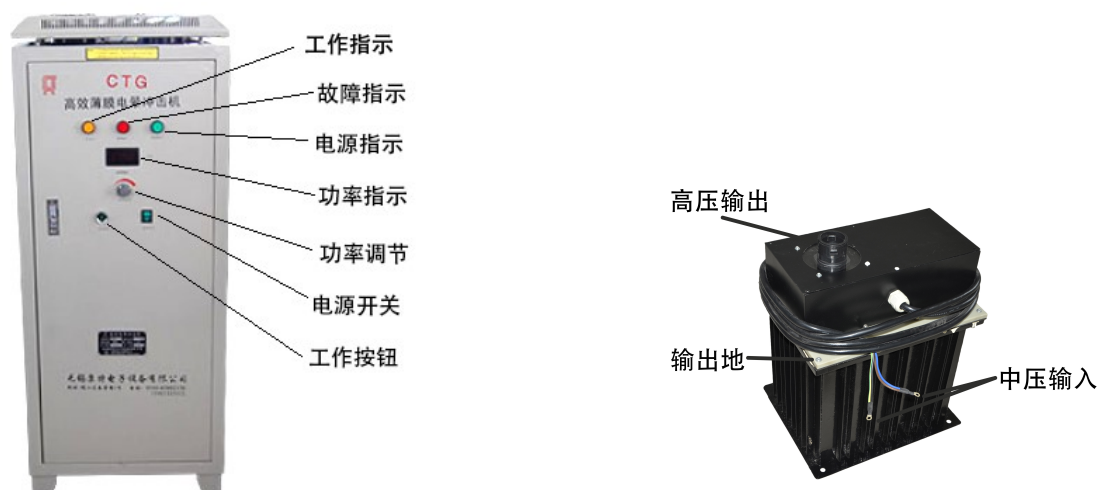 CTG
高效薄膜电晕冲击机
工作指示
故障指示
电源指示
功率指示
功率调节
电源开关
工作按钮
高压输出
输出地
中压输入